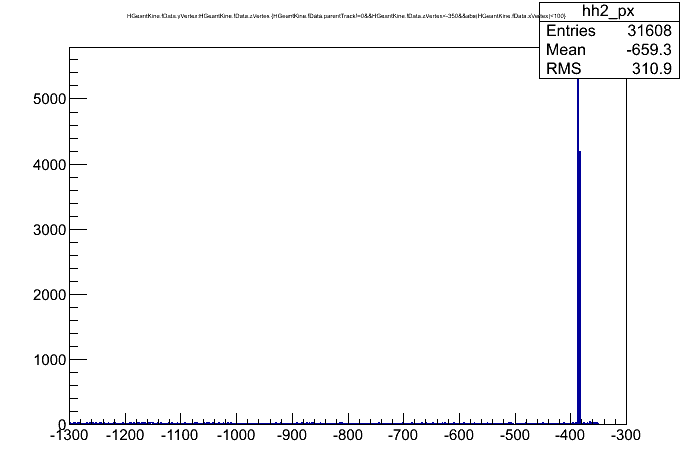 HGeantKine.fData.yVertex:HGeantKine.fData.zVertex {HGeantKine.fData.parentTrack!=0&&HGeantKine.fData.zVertex<-350&&abs(HGeantKine.fData.xVertex)<100}
hh2_px
Entries 31608
Mean -659.3
RMS 310.9
5000
4000
3000
2000
1000
0
-1300 -1200 -1100 -1000 -900 -800 -700 -600 -500 -400 -300